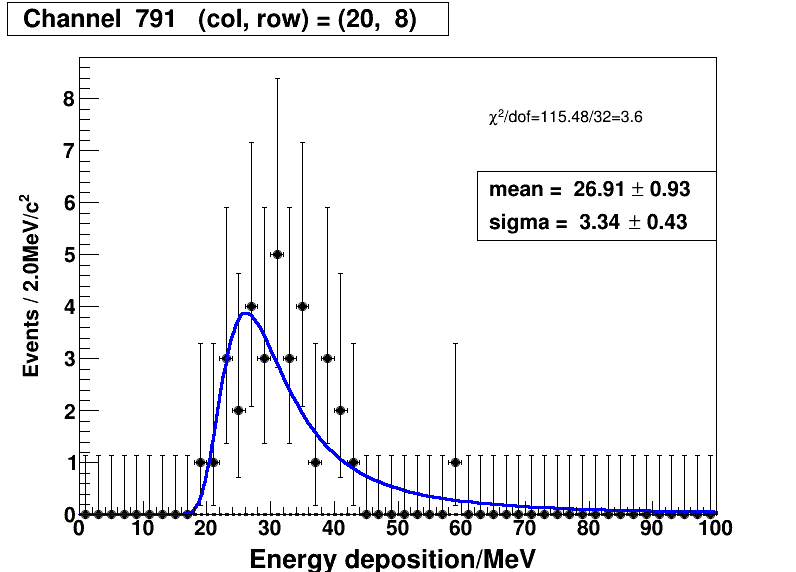 Channel 791 (col, row) = (20, 8)
χ²/dof=115.48/32=3.6
mean = 26.91 ± 0.93
sigma = 3.34 ± 0.43
Events / 2.0MeV/c²
8
7
6
5
4
3
2
1
0
0 10 20 30 40 50 60 70 80 90 100
Energy deposition/MeV